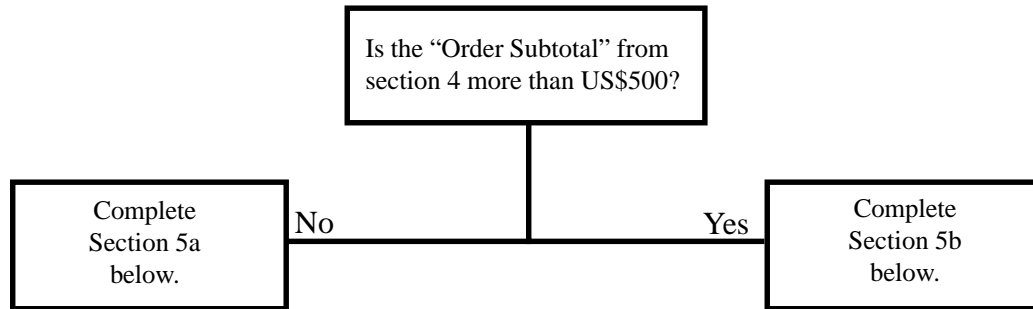 Is the “Order Subtotal” from
section 4 more than US$500?
No
Yes
Complete
Section 5a
below.
Complete
Section 5b
below.